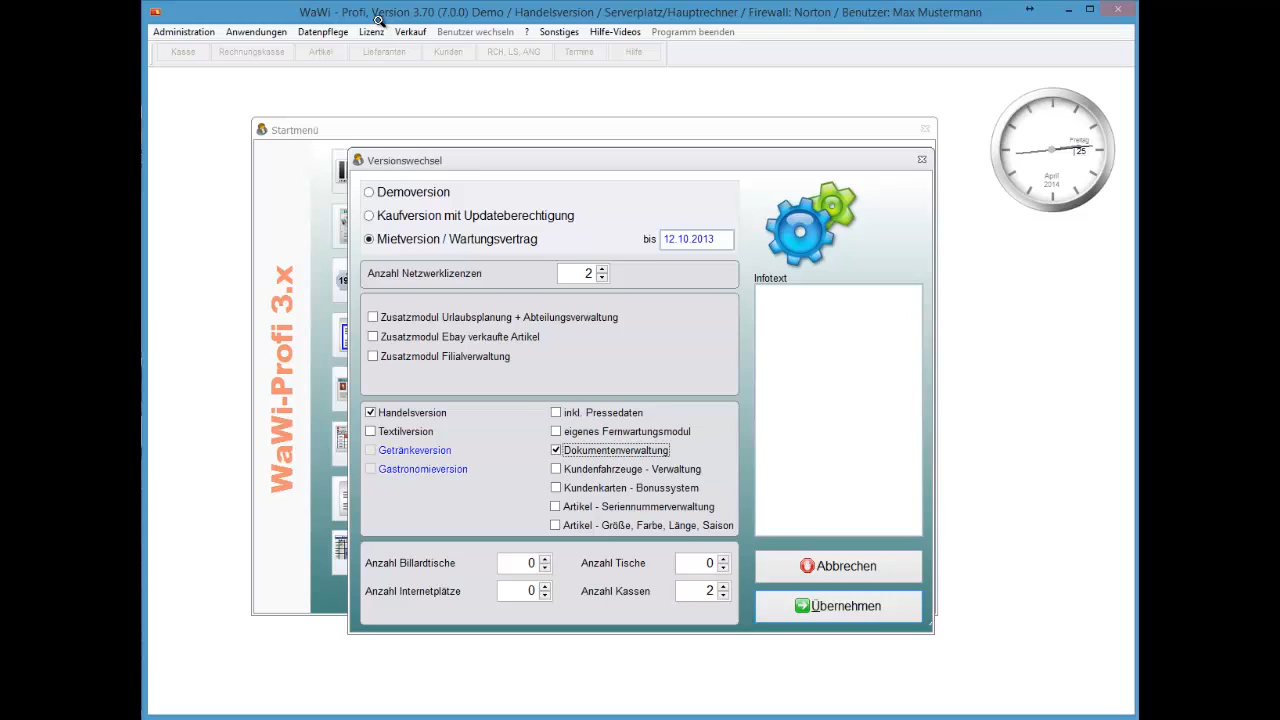 WaWi - Profi, Version 3.70 (7.0.0) Demo / Handelsversion / Serverplatz/Hauptrechner / Firewall: Norton / Benutzer: Max Mustermann
Administration Anwendungen Datenpflege Lizenz Verkauf Benutzer wechseln ? Sonstiges Hilfe-Videos Programm beenden
Kasse Rechnungskasse Artikel Lieferanten Kunden RCH, LS, ANG Termine Hilfe
Startmenü
Versionswechsel
Demoversion
Kaufversion mit Updateberechtigung
Mietversion / Wartungsvertrag bis 12.10.2013
Anzahl Netzwerklizenzen 2
Zusatzmodul Urlaubsplanung + Abteilungsverwaltung
Zusatzmodul Ebay verkaufte Artikel
Zusatzmodul Filialverwaltung
Handelsversion inkl. Pressedaten
Textilversion eigenes Fernwartungsmodul
Getränkeversion Dokumentenverwaltung
Gastronomieversion Kundenfahrzeuge - Verwaltung
Kundenkarten - Bonussystem
Artikel - Seriennummerverwaltung
Artikel - Größe, Farbe, Länge, Saison
Anzahl Billardtische 0 Anzahl Tische 0
Anzahl Internetplätze 0 Anzahl Kassen 2
Infotext
Abbrechen
Übernehmen
WaWi-Profi 3.x
Freitag
25
April
2014